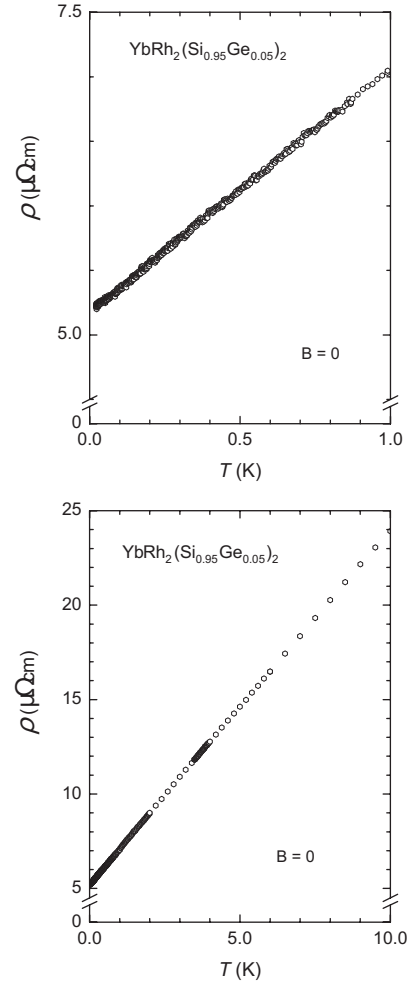 7.5
YbRh₂(Si₀.₉₅Ge₀.₀₅)₂
ρ (μΩcm)
5.0
B = 0
0
0.0 0.5 1.0
T (K)
25
YbRh₂(Si₀.₉₅Ge₀.₀₅)₂
20
ρ (μΩcm)
15
10
B = 0
5
0
0.0 5.0 10.0
T (K)